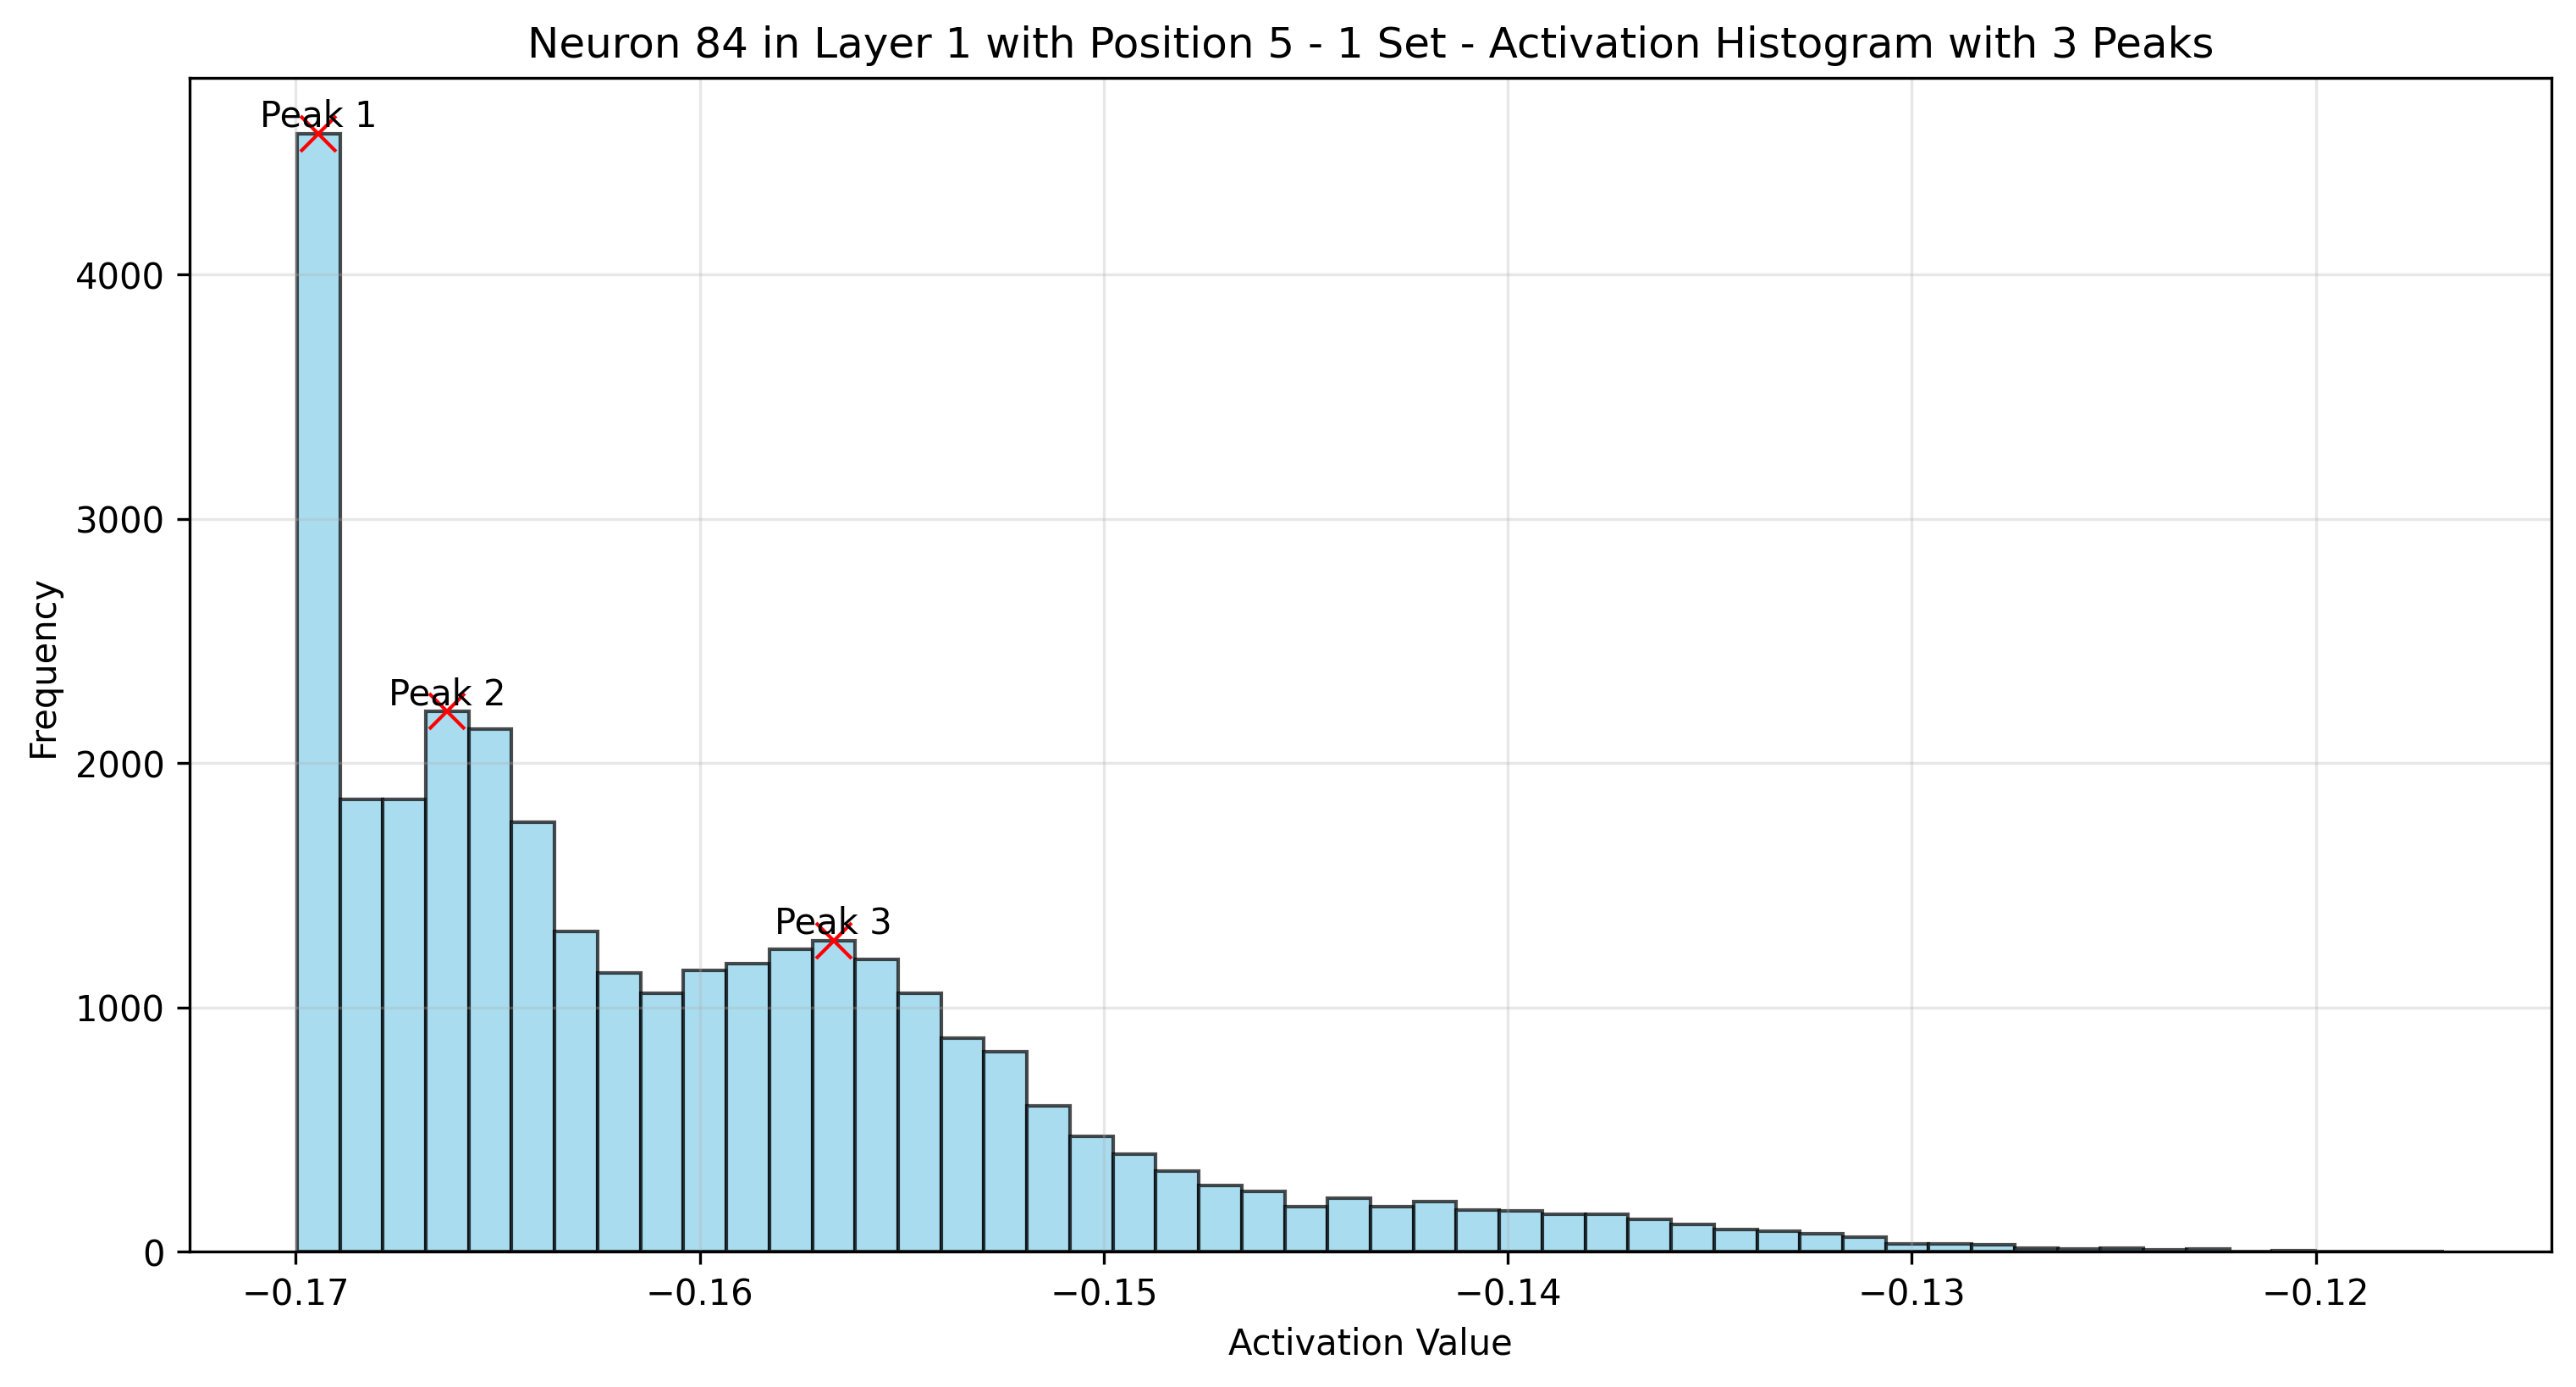 Neuron 84 in Layer 1 with Position 5 - 1 Set - Activation Histogram with 3 Peaks
Peak 1
Peak 2
Peak 3
Frequency
4000
3000
2000
1000
0
−0.17
−0.16
−0.15
−0.14
−0.13
−0.12
Activation Value